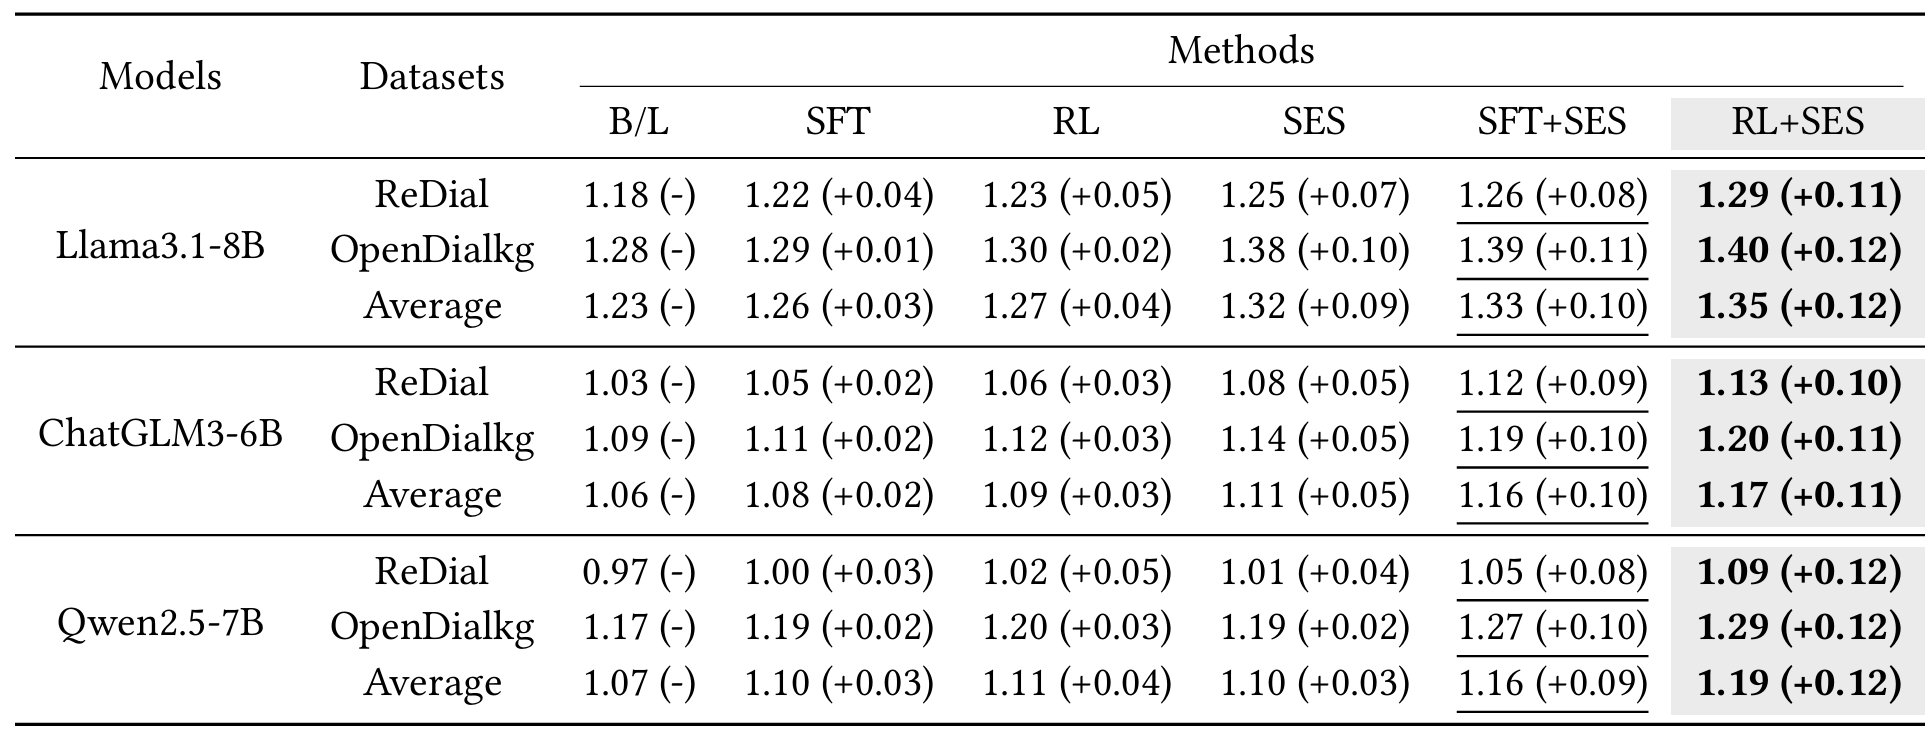 Methods
Models Datasets
B/L SFT RL SES SFT+SES RL+SES
ReDial 1.18 (-) 1.22 (+0.04) 1.23 (+0.05) 1.25 (+0.07) 1.26 (+0.08) 1.29 (+0.11)
Llama3.1-8B OpenDialkg 1.28 (-) 1.29 (+0.01) 1.30 (+0.02) 1.38 (+0.10) 1.39 (+0.11) 1.40 (+0.12)
Average 1.23 (-) 1.26 (+0.03) 1.27 (+0.04) 1.32 (+0.09) 1.33 (+0.10) 1.35 (+0.12)
ReDial 1.03 (-) 1.05 (+0.02) 1.06 (+0.03) 1.08 (+0.05) 1.12 (+0.09) 1.13 (+0.10)
ChatGLM3-6B OpenDialkg 1.09 (-) 1.11 (+0.02) 1.12 (+0.03) 1.14 (+0.05) 1.19 (+0.10) 1.20 (+0.11)
Average 1.06 (-) 1.08 (+0.02) 1.09 (+0.03) 1.11 (+0.05) 1.16 (+0.10) 1.17 (+0.11)
ReDial 0.97 (-) 1.00 (+0.03) 1.02 (+0.05) 1.01 (+0.04) 1.05 (+0.08) 1.09 (+0.12)
Qwen2.5-7B OpenDialkg 1.17 (-) 1.19 (+0.02) 1.20 (+0.03) 1.19 (+0.02) 1.27 (+0.10) 1.29 (+0.12)
Average 1.07 (-) 1.10 (+0.03) 1.11 (+0.04) 1.10 (+0.03) 1.16 (+0.09) 1.19 (+0.12)